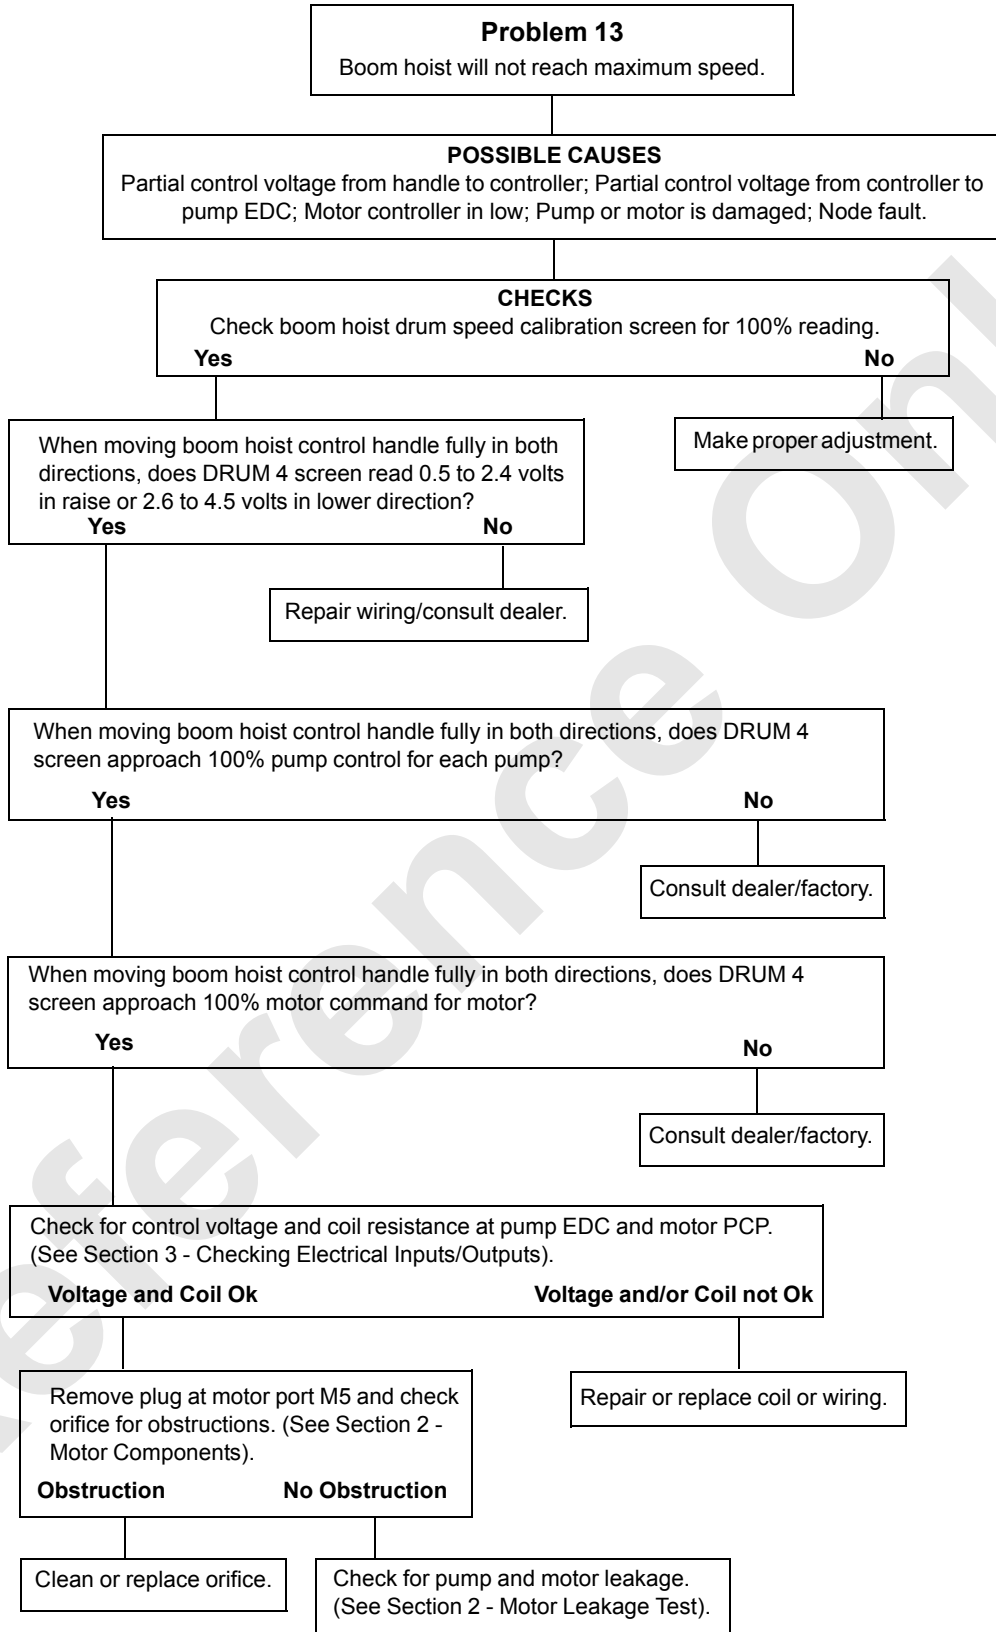 Problem 13
Boom hoist will not reach maximum speed.
POSSIBLE CAUSES
Partial control voltage from handle to controller; Partial control voltage from controller to
pump EDC; Motor controller in low; Pump or motor is damaged; Node fault.
CHECKS
Check boom hoist drum speed calibration screen for 100% reading.
Yes No
When moving boom hoist control handle fully in both
directions, does DRUM 4 screen read 0.5 to 2.4 volts
in raise or 2.6 to 4.5 volts in lower direction?
Yes No
Make proper adjustment.
Repair wiring/consult dealer.
When moving boom hoist control handle fully in both directions, does DRUM 4
screen approach 100% pump control for each pump?
Yes No
Consult dealer/factory.
When moving boom hoist control handle fully in both directions, does DRUM 4
screen approach 100% motor command for motor?
Yes No
Consult dealer/factory.
Check for control voltage and coil resistance at pump EDC and motor PCP.
(See Section 3 - Checking Electrical Inputs/Outputs).
Voltage and Coil Ok Voltage and/or Coil not Ok
Remove plug at motor port M5 and check
orifice for obstructions. (See Section 2 -
Motor Components).
Obstruction No Obstruction
Repair or replace coil or wiring.
Clean or replace orifice.
Check for pump and motor leakage.
(See Section 2 - Motor Leakage Test).
Reference Onl